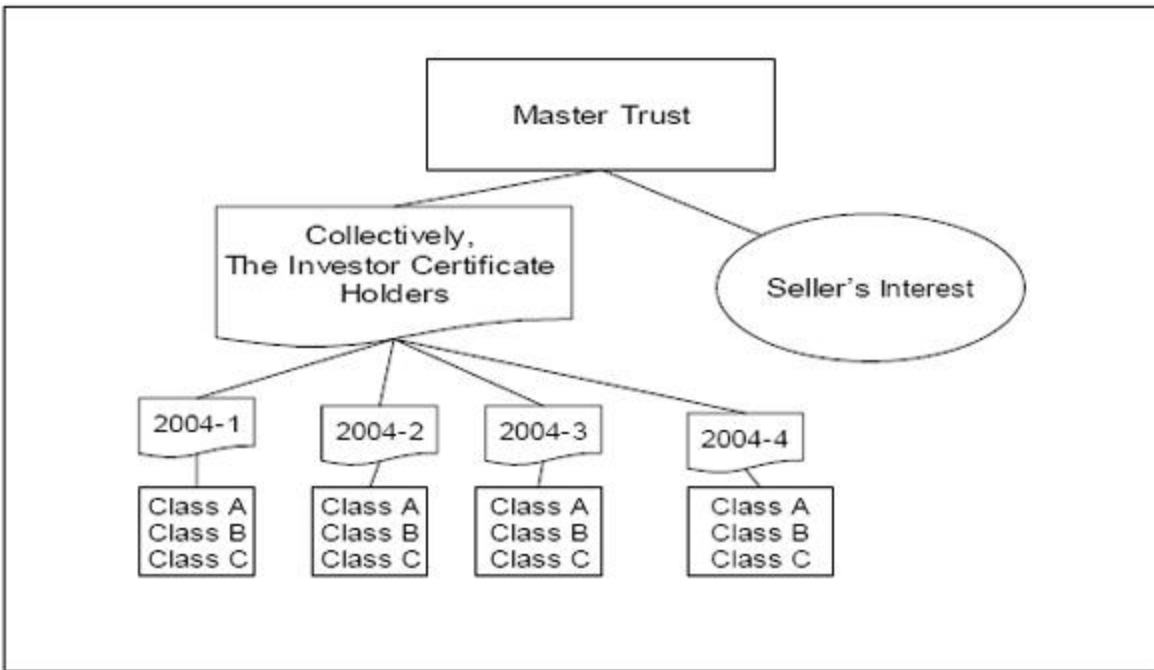 Master Trust
Collectively,
The Investor Certificate
Holders
Seller's Interest
2004-1
2004-2
2004-3
2004-4
Class A
Class B
Class C
Class A
Class B
Class C
Class A
Class B
Class C
Class A
Class B
Class C